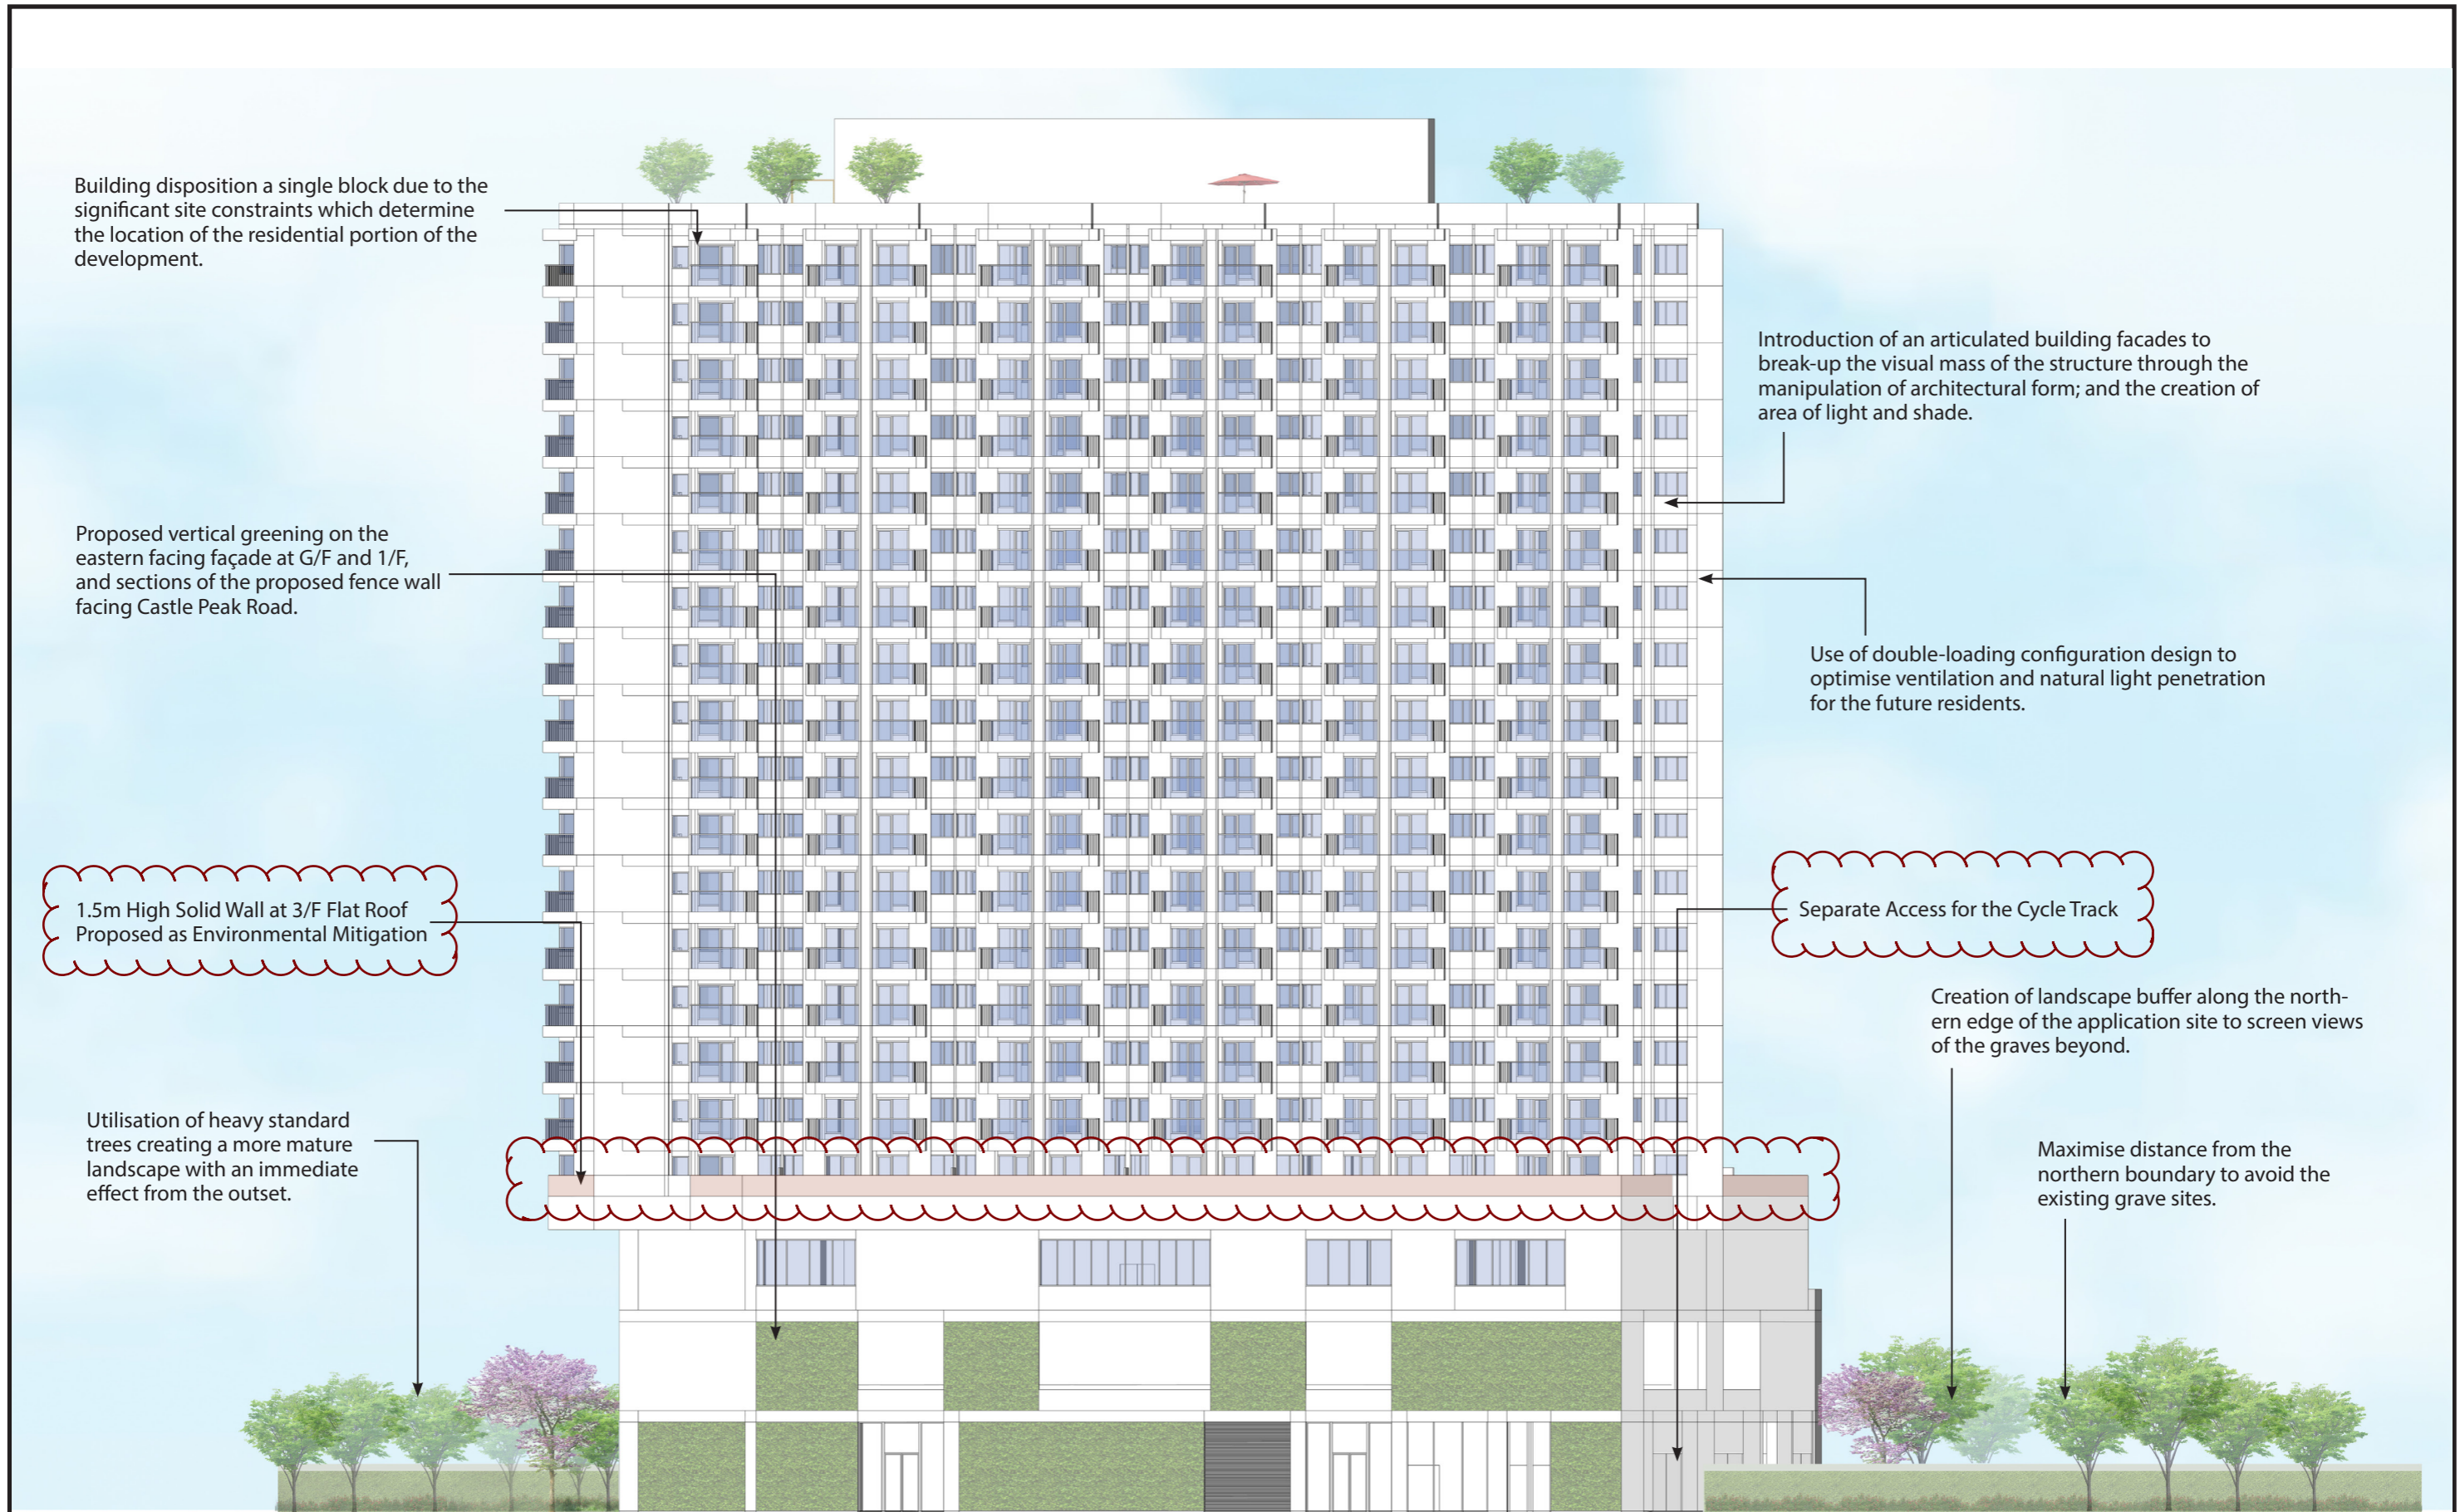 Building disposition a single block due to the
significant site constraints which determine
the location of the residential portion of the
development.
Introduction of an articulated building facades to
break-up the visual mass of the structure through the
manipulation of architectural form; and the creation of
area of light and shade.
Proposed vertical greening on the
eastern facing façade at G/F and 1/F,
and sections of the proposed fence wall
facing Castle Peak Road.
Use of double-loading configuration design to
optimise ventilation and natural light penetration
for the future residents.
1.5m High Solid Wall at 3/F Flat Roof
Proposed as Environmental Mitigation
Separate Access for the Cycle Track
Creation of landscape buffer along the north-
ern edge of the application site to screen views
of the graves beyond.
Utilisation of heavy standard
trees creating a more mature
landscape with an immediate
effect from the outset.
Maximise distance from the
northern boundary to avoid the
existing grave sites.